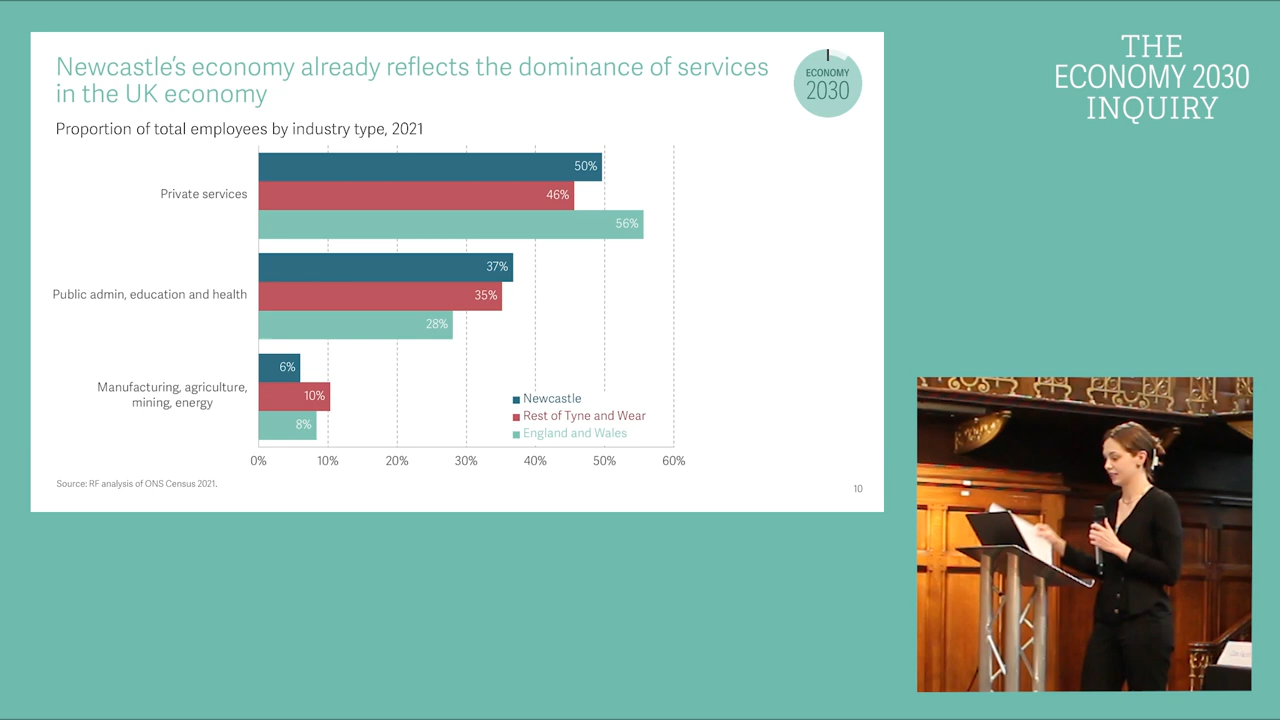 THE
ECONOMY 2030
INQUIRY
Newcastle's economy already reflects the dominance of services
in the UK economy
ECONOMY
2030
Proportion of total employees by industry type, 2021
Private services
50%
46%
56%
Public admin, education and health
37%
35%
28%
Manufacturing, agriculture,
mining, energy
6%
10%
8%
Newcastle
Rest of Tyne and Wear
England and Wales
0% 10% 20% 30% 40% 50% 60%
Source: RF analysis of ONS Census 2021.
10